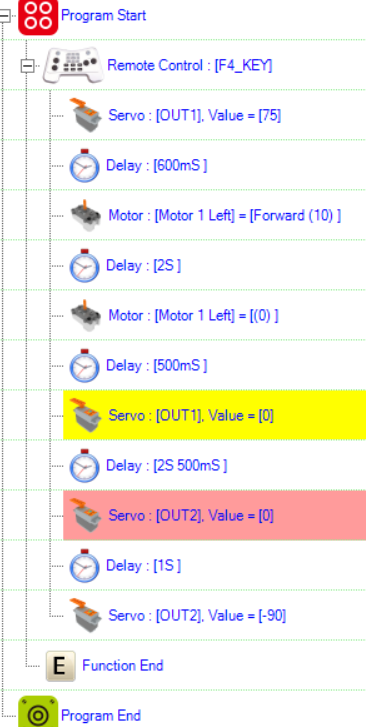 Program Start
Remote Control : [F4_KEY]
Servo : [OUT1], Value = [75]
Delay : [600mS ]
Motor : [Motor 1 Left] = [Forward (10) ]
Delay : [2S ]
Motor : [Motor 1 Left] = [(0) ]
Delay : [500mS ]
Servo : [OUT1], Value = [0]
Delay : [2S 500mS ]
Servo : [OUT2], Value = [0]
Delay : [1S ]
Servo : [OUT2], Value = [-90]
E Function End
Program End